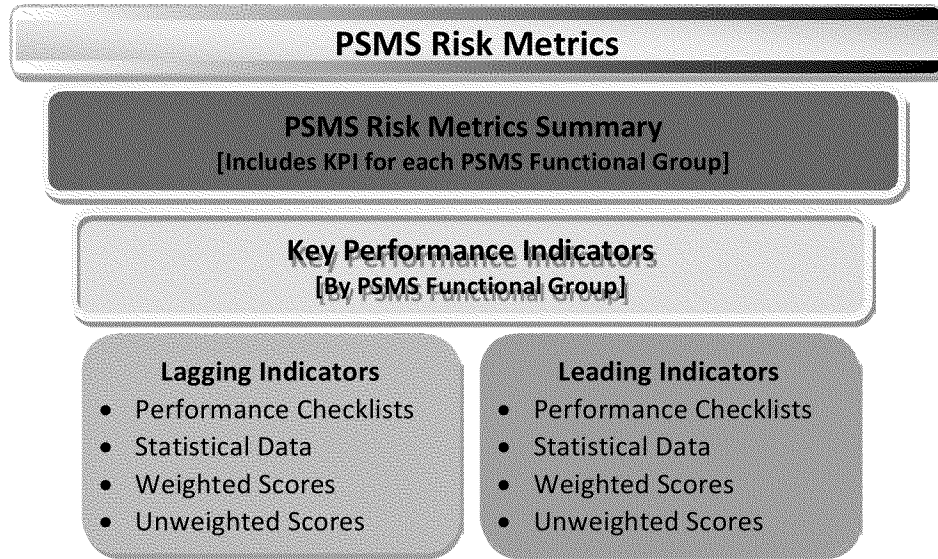 PSMS Risk Metrics
PSMS Risk Metrics Summary
[Includes KPI for each PSMS Functional Group]
Key Performance Indicators
[By PSMS Functional Group]
Lagging Indicators
• Performance Checklists
• Statistical Data
• Weighted Scores
• Unweighted Scores
Leading Indicators
• Performance Checklists
• Statistical Data
• Weighted Scores
• Unweighted Scores